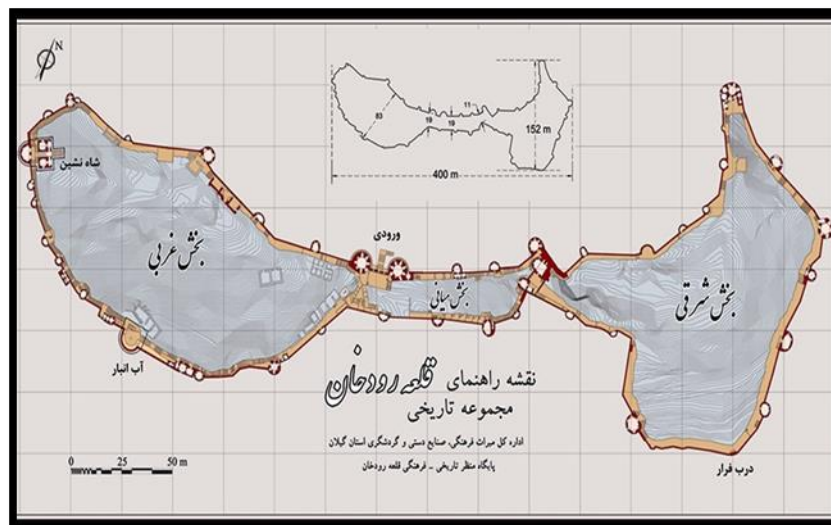 N
83
19
19
11
152 m
400 m
شاه نشین
بخش غربی
ورودی
بخش میانی
بخش شرقی
آب انبار
نقشه راهنمای قلعه رودخان
مجموعه تاریخی
اداره کل میراث فرهنگی، صنایع دستی و گردشگری استان گیلان
پایگاه منظر تاریخی - فرهنگی قلعه رودخان
درب فرار
0 25 50 m